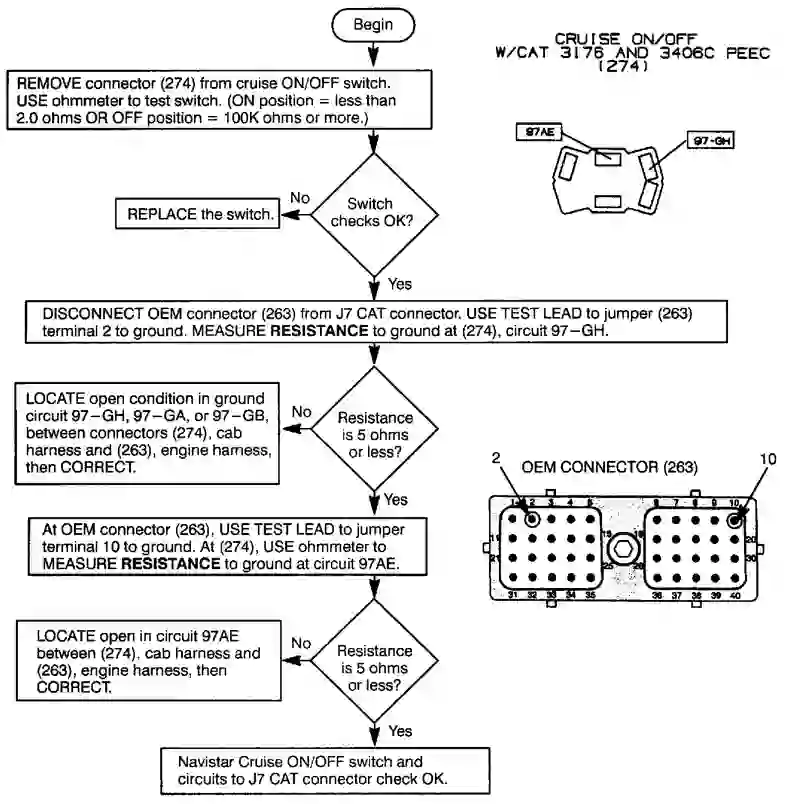 Begin
CRUISE ON/OFF
W/CAT 3176 AND 3406C PEEC
(274)
REMOVE connector (274) from cruise ON/OFF switch.
USE ohmmeter to test switch. (ON position = less than
2.0 ohms OR OFF position = 100K ohms or more.)
97AE
97-GH
Switch
checks OK?
No
REPLACE the switch.
Yes
DISCONNECT OEM connector (263) from J7 CAT connector. USE TEST LEAD to jumper (263)
terminal 2 to ground. MEASURE RESISTANCE to ground at (274), circuit 97-GH.
Resistance
is 5 ohms
or less?
No
LOCATE open condition in ground
circuit 97-GH, 97-GA, or 97-GB,
between connectors (274), cab
harness and (263), engine harness,
then CORRECT.
Yes
At OEM connector (263), USE TEST LEAD to jumper
terminal 10 to ground. At (274), USE ohmmeter to
MEASURE RESISTANCE to ground at circuit 97AE.
2
OEM CONNECTOR (263)
10
1 2 3 4 5 6 7 8 9 10
11 15 16 20
21 25 26 30
31 32 33 34 35 36 37 38 39 40
Resistance
is 5 ohms
or less?
No
LOCATE open in circuit 97AE
between (274), cab harness and
(263), engine harness, then
CORRECT.
Yes
Navistar Cruise ON/OFF switch and
circuits to J7 CAT connector check OK.